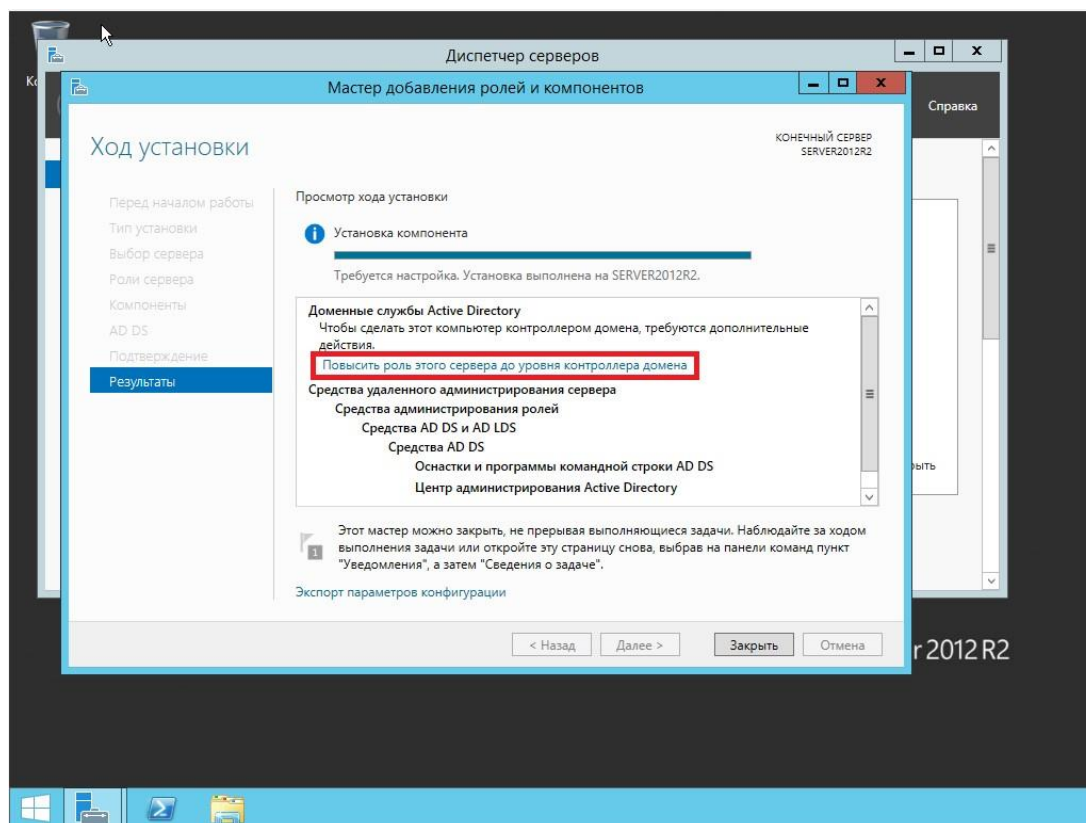 Диспетчер серверов
Мастер добавления ролей и компонентов
Справка
Ход установки
КОНЕЧНЫЙ СЕРВЕР
SERVER2012R2
Перед началом работы
Тип установки
Выбор сервера
Роли сервера
Компоненты
AD DS
Подтверждение
Результаты
Просмотр хода установки
Установка компонента
Требуется настройка. Установка выполнена на SERVER2012R2.
Доменные службы Active Directory
Чтобы сделать этот компьютер контроллером домена, требуются дополнительные
действия.
Повысить роль этого сервера до уровня контроллера домена
Средства удаленного администрирования сервера
Средства администрирования ролей
Средства AD DS и AD LDS
Средства AD DS
Оснастки и программы командной строки AD DS
Центр администрирования Active Directory
1
Этот мастер можно закрыть, не прерывая выполняющиеся задачи. Наблюдайте за ходом
выполнения задачи или откройте эту страницу снова, выбрав на панели команд пункт
"Уведомления", а затем "Сведения о задаче".
Экспорт параметров конфигурации
< Назад
Далее >
Закрыть
Отмена
r 2012 R2